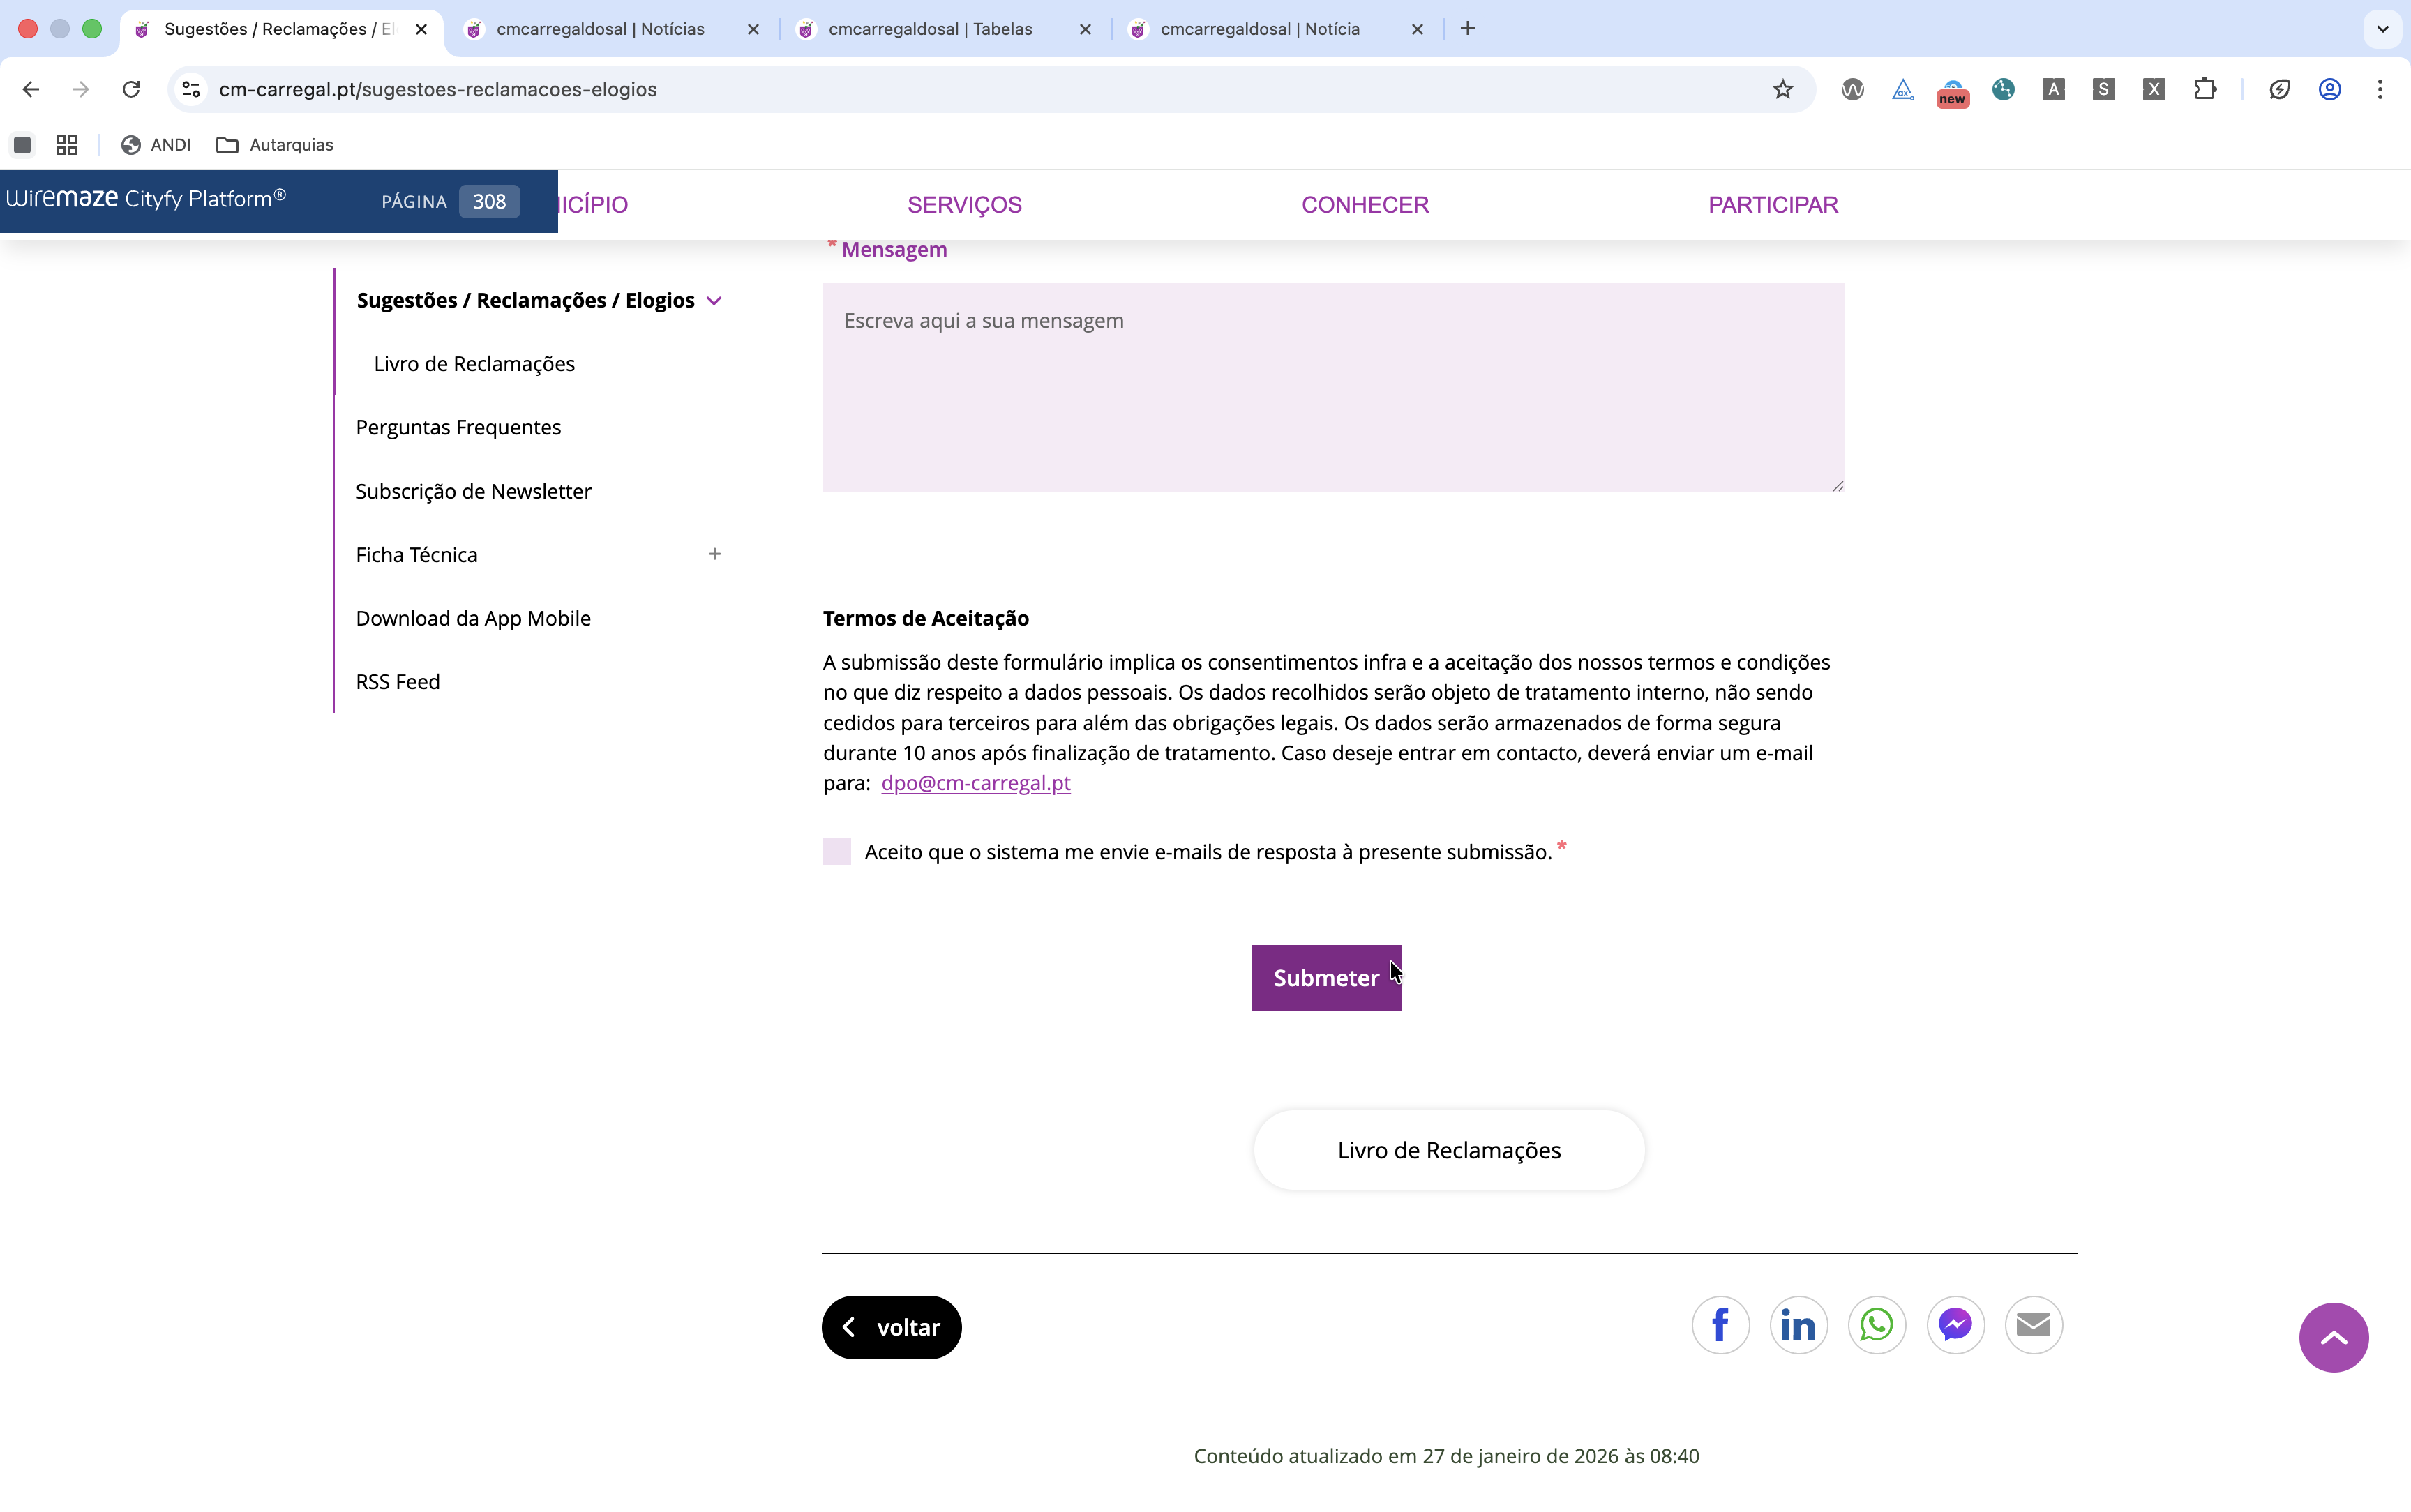 Sugestões / Reclamações / El
cmcarregaldosal | Notícias
cmcarregaldosal | Tabelas
cmcarregaldosal | Notícia
cm-carregal.pt/sugestoes-reclamacoes-elogios
new
A
S
X
ANDI
Autarquias
wiremaze Cityfy Platform®
PÁGINA 308
ICÍPIO
SERVIÇOS
CONHECER
PARTICIPAR
* Mensagem
Escreva aqui a sua mensagem
Sugestões / Reclamações / Elogios
Livro de Reclamações
Perguntas Frequentes
Subscrição de Newsletter
Ficha Técnica +
Download da App Mobile
RSS Feed
Termos de Aceitação
A submissão deste formulário implica os consentimentos infra e a aceitação dos nossos termos e condições
no que diz respeito a dados pessoais. Os dados recolhidos serão objeto de tratamento interno, não sendo
cedidos para terceiros para além das obrigações legais. Os dados serão armazenados de forma segura
durante 10 anos após finalização de tratamento. Caso deseje entrar em contacto, deverá enviar um e-mail
para: dpo@cm-carregal.pt
Aceito que o sistema me envie e-mails de resposta à presente submissão. *
Submeter
Livro de Reclamações
voltar
Conteúdo atualizado em 27 de janeiro de 2026 às 08:40